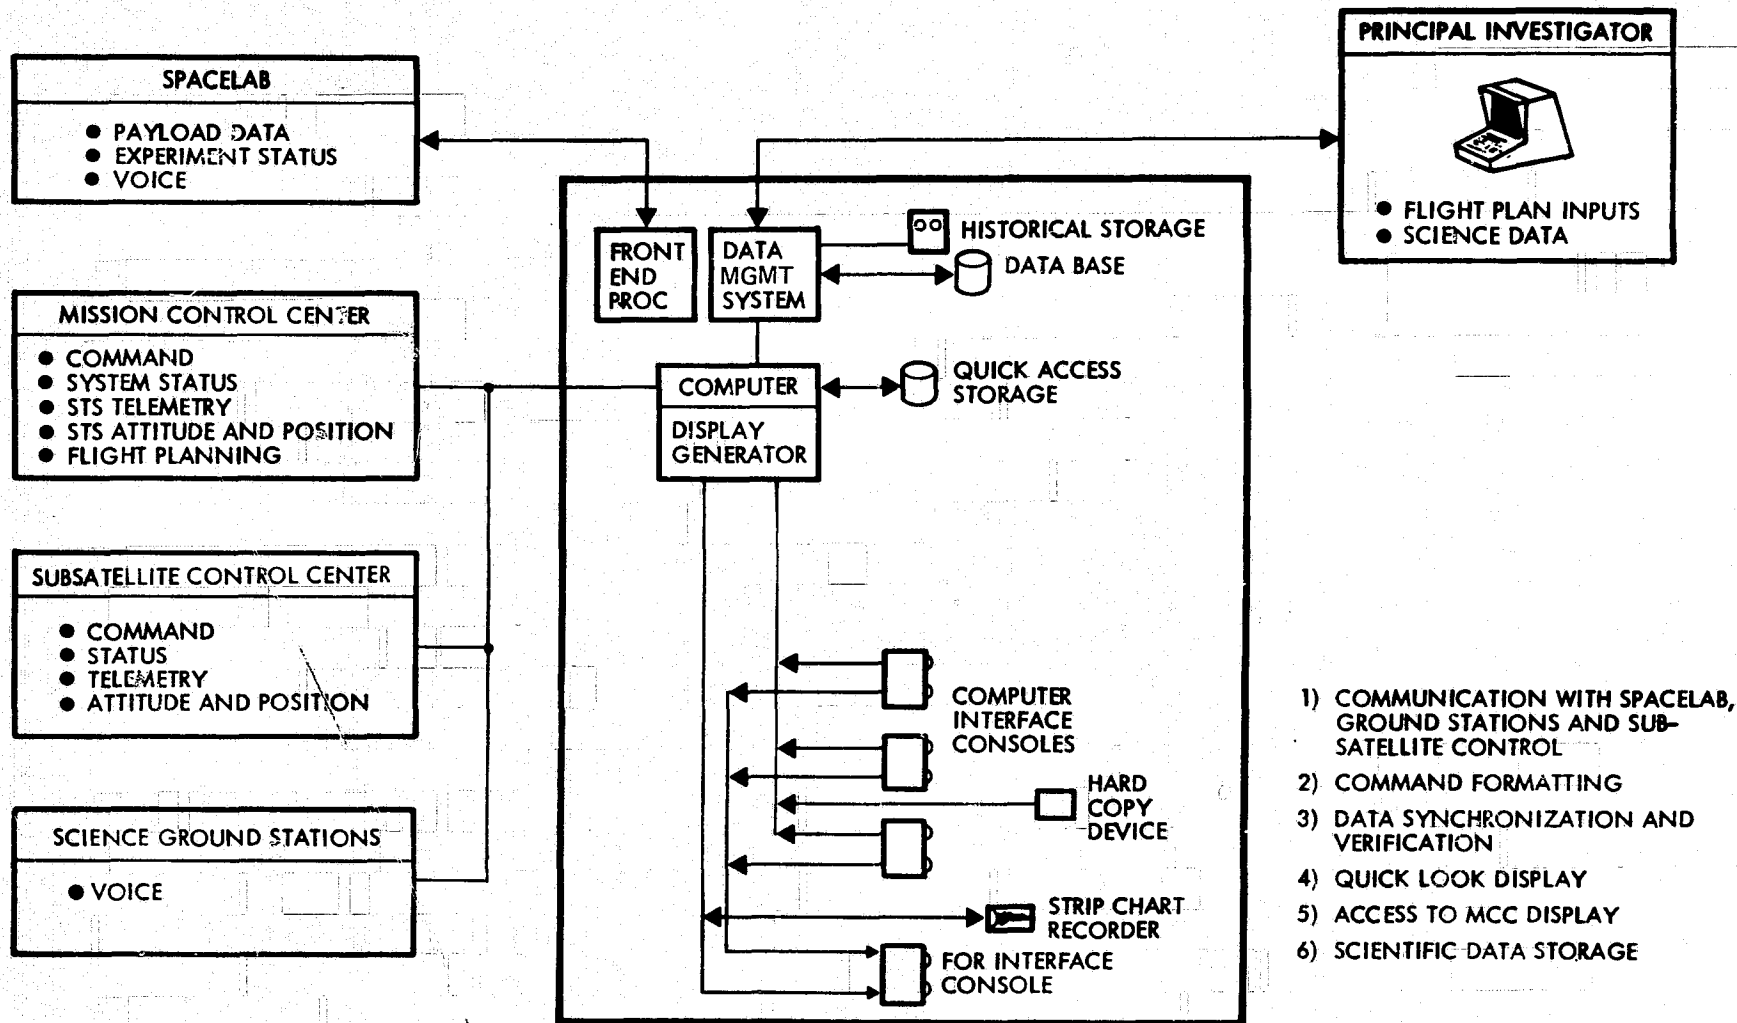 SPACELAB
● PAYLOAD DATA
● EXPERIMENT STATUS
● VOICE
MISSION CONTROL CENTER
● COMMAND
● SYSTEM STATUS
● STS TELEMETRY
● STS ATTITUDE AND POSITION
● FLIGHT PLANNING
SUBSATELLITE CONTROL CENTER
● COMMAND
● STATUS
● TELEMETRY
● ATTITUDE AND POSITION
SCIENCE GROUND STATIONS
● VOICE
FRONT
END
PROC
DATA
MGMT
SYSTEM
HISTORICAL STORAGE
DATA BASE
COMPUTER
DISPLAY
GENERATOR
QUICK ACCESS
STORAGE
COMPUTER
INTERFACE
CONSOLES
HARD
COPY
DEVICE
STRIP CHART
RECORDER
FOR INTERFACE
CONSOLE
PRINCIPAL INVESTIGATOR
● FLIGHT PLAN INPUTS
● SCIENCE DATA
1) COMMUNICATION WITH SPACELAB,
GROUND STATIONS AND SUB-
SATELLITE CONTROL
2) COMMAND FORMATTING
3) DATA SYNCHRONIZATION AND
VERIFICATION
4) QUICK LOOK DISPLAY
5) ACCESS TO MCC DISPLAY
6) SCIENTIFIC DATA STORAGE